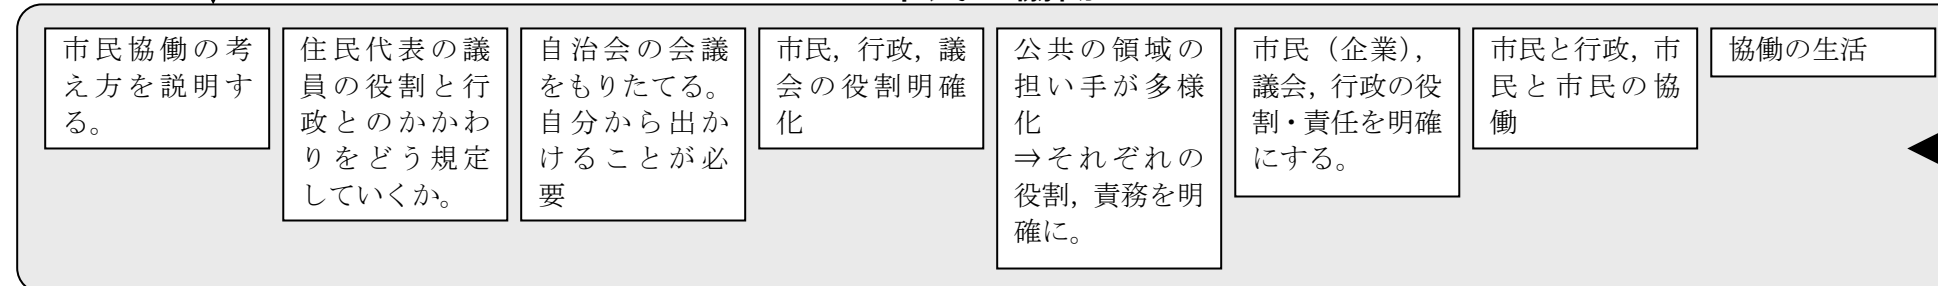 市民協働の考
え方を説明す
る。
住民代表の議
員の役割と行
政とのかかわ
りをどう規定
していくか。
自治会の会議
をもりたてる。
自分から出か
けることが必
要
市民，行政，議
会の役割明確
化
公共の領域の
担い手が多様
化
⇒それぞれの
役割，責務を明
確に。
市民（企業），
議会，行政の役
割・責任を明確
にする。
市民と行政，市
民と市民の協
働
協働の生活